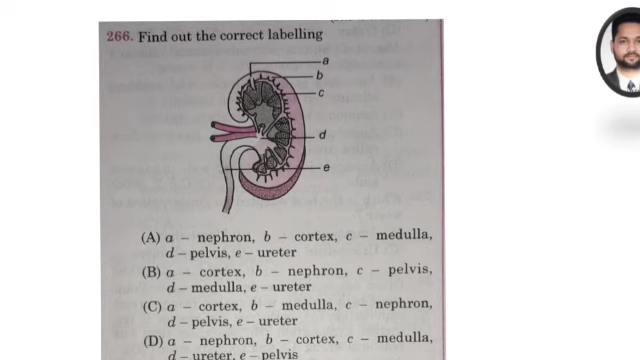 266. Find out the correct labelling
a
b
c
d
e
(A) a – nephron, b – cortex, c – medulla,
d – pelvis, e – ureter
(B) a – cortex, b – nephron, c – pelvis,
d – medulla, e – ureter
(C) a – cortex, b – medulla, c – nephron,
d – pelvis, e – ureter
(D) a – nephron, b – cortex, c – medulla,
d – ureter, e – pelvis